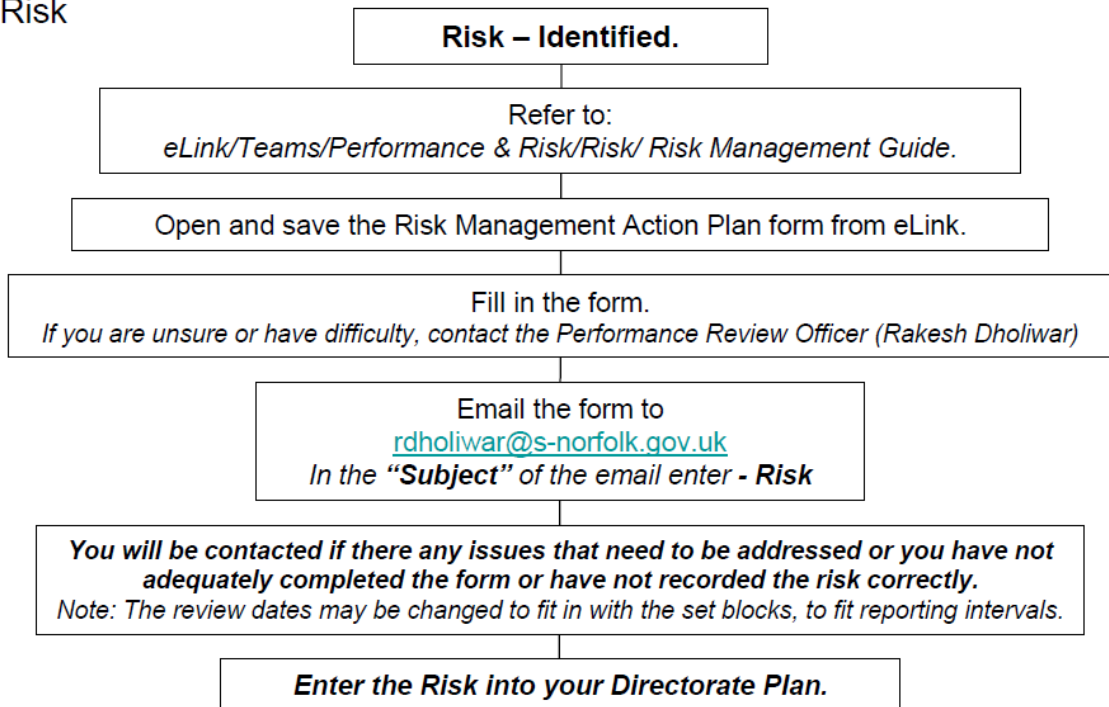 Risk
Risk – Identified.
Refer to:
eLink/Teams/Performance & Risk/Risk/ Risk Management Guide.
Open and save the Risk Management Action Plan form from eLink.
Fill in the form.
If you are unsure or have difficulty, contact the Performance Review Officer (Rakesh Dholiwar)
Email the form to
rdholiwar@s-norfolk.gov.uk
In the “Subject” of the email enter - Risk
You will be contacted if there any issues that need to be addressed or you have not
adequately completed the form or have not recorded the risk correctly.
Note: The review dates may be changed to fit in with the set blocks, to fit reporting intervals.
Enter the Risk into your Directorate Plan.